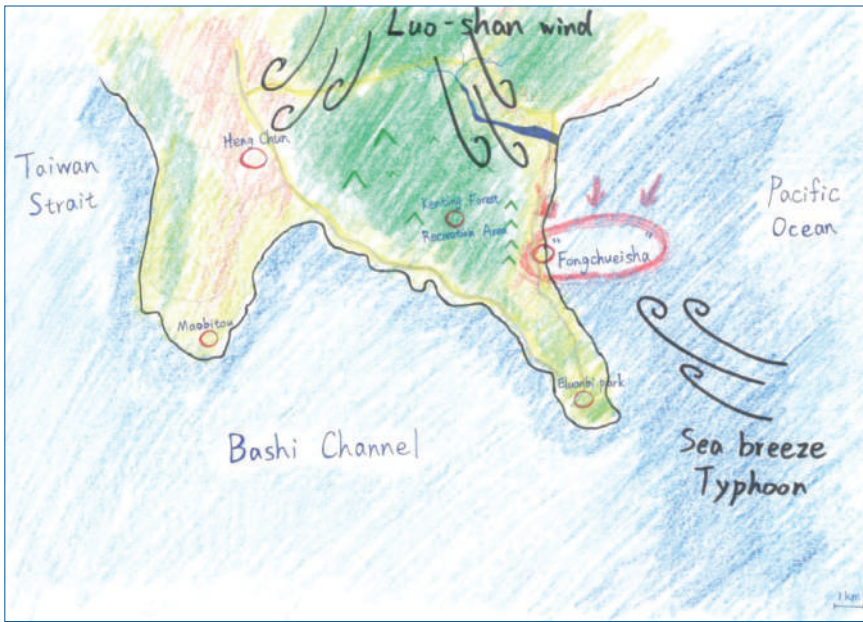 Luo-shan wind
Heng Chun
Taiwan
Strait
Pacific
Ocean
Kenting Forest
Recreation Area
"Fongchueisha"
Maobitou
Eluanbi park
Bashi Channel
Sea breeze
Typhoon
1 km